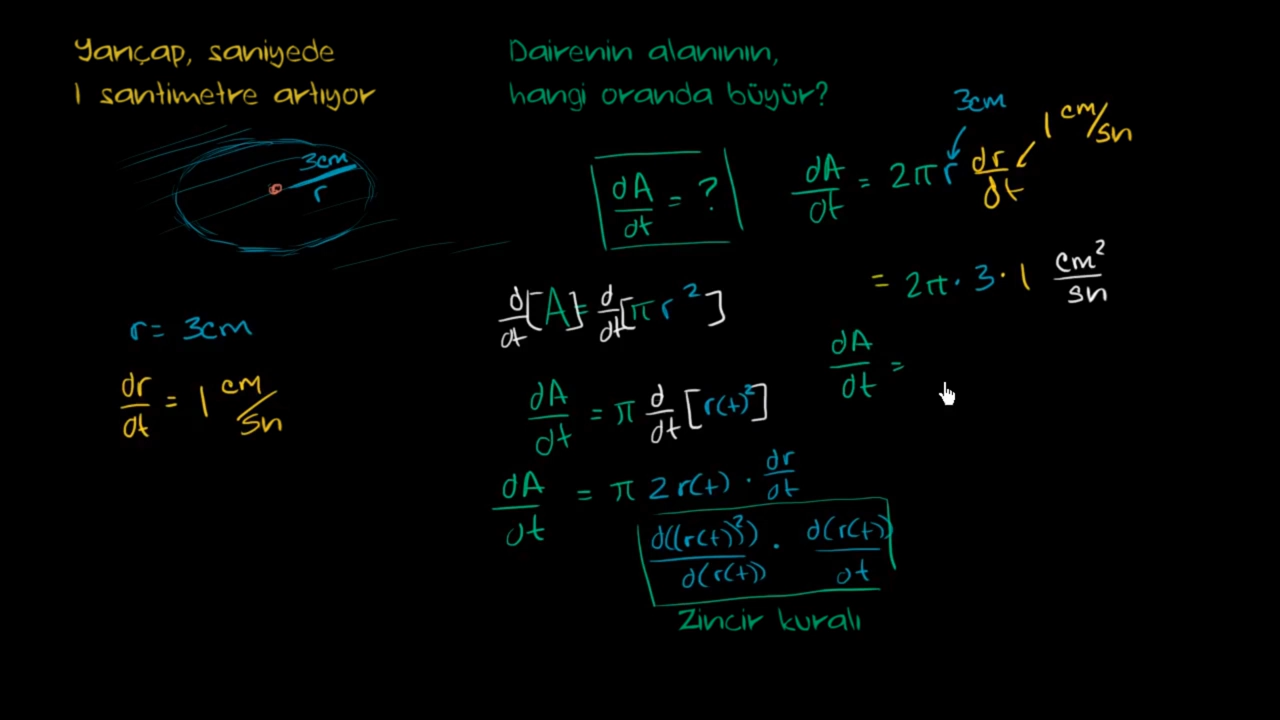 Yarıçap, saniyede
1 santimetre artıyor
3cm
r
r = 3cm
dr/dt = 1 cm/sn
Dairenin alanının,
hangi oranda büyür?
dA/dt = ?
d/dt[A] = d/dt[πr²]
dA/dt = π d/dt [r(t)²]
dA/dt = π 2 r(t) · dr/dt
d((r(t)²))/d(r(t)) · d(r(t))/dt
Zincir kuralı
3cm
1 cm/sn
dA/dt = 2πr dr/dt
= 2π · 3 · 1 cm²/sn
dA/dt =